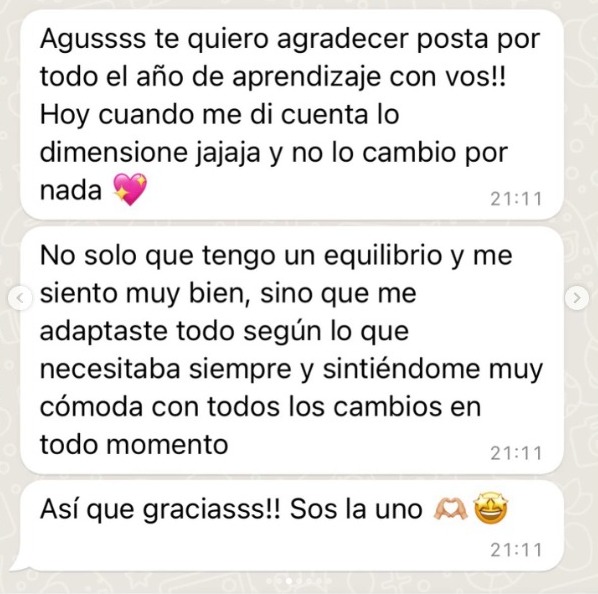 Agussss te quiero agradecer posta por
todo el año de aprendizaje con vos!!
Hoy cuando me di cuenta lo
dimensione jajaja y no lo cambio por
nada 💖
21:11
No solo que tengo un equilibrio y me
siento muy bien, sino que me
adaptaste todo según lo que
necesitaba siempre y sintiéndome muy
cómoda con todos los cambios en
todo momento
21:11
Así que graciasss!! Sos la uno 🫶🏼🤩
21:11